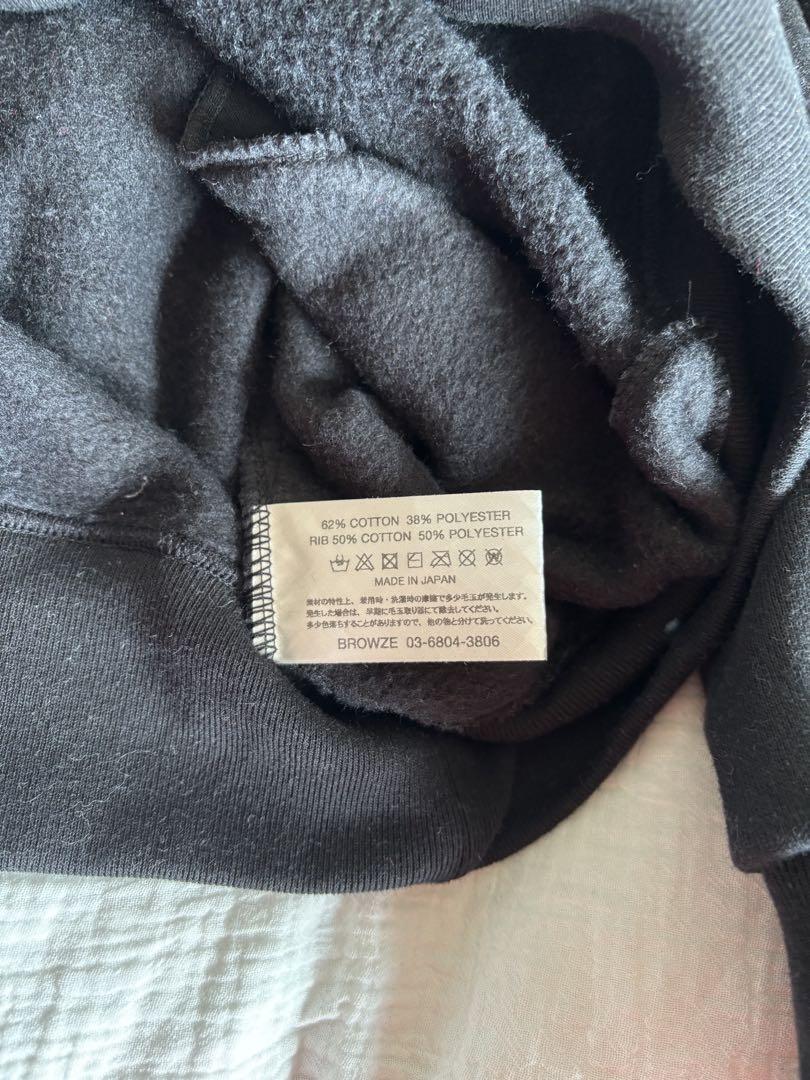 62% COTTON 38% POLYESTER
RIB 50% COTTON 50% POLYESTER
MADE IN JAPAN
素材の特性上、着用時・洗濯時の摩擦で多少毛玉が発生します。
発生した場合は、早期に毛玉取り器にて除去してください。
多少色落ちすることがありますので、他の物と分けて洗ってください。
BROWZE 03-6804-3806